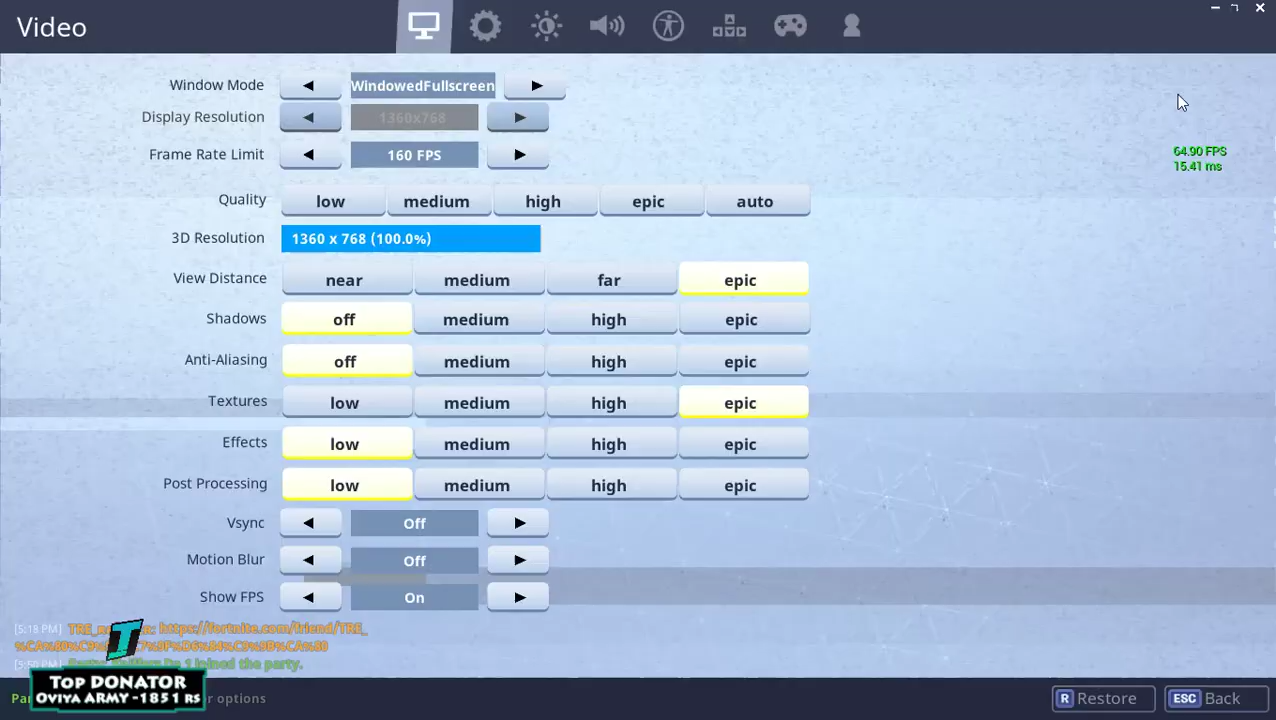 Video
Window Mode WindowedFullscreen
Display Resolution 1360x768
Frame Rate Limit 160 FPS
64.90 FPS
15.41 ms
Quality low medium high epic auto
3D Resolution 1360 x 768 (100.0%)
View Distance near medium far epic
Shadows off medium high epic
Anti-Aliasing off medium high epic
Textures low medium high epic
Effects low medium high epic
Post Processing low medium high epic
Vsync Off
Motion Blur Off
Show FPS On
[5:18 PM] https://fortnite.com/friend/TRE_
joined the party.
Top Donator
Oviya Army -1851 rs
options
R Restore ESC Back